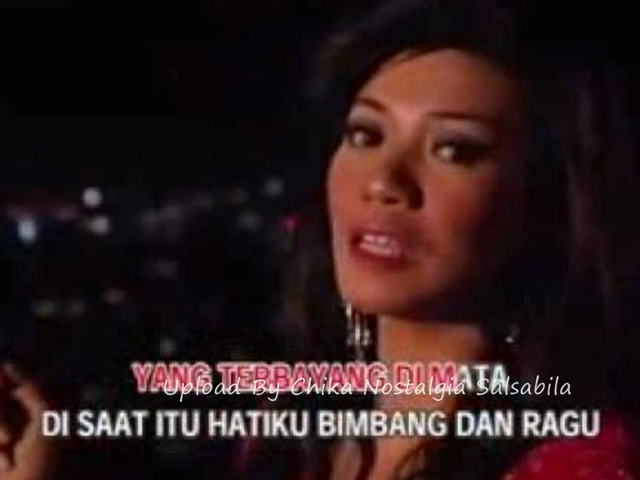 YANG TERBAYANG DI MATA
Upload By Chika Nostalgia Salsabila
DI SAAT ITU HATIKU BIMBANG DAN RAGU